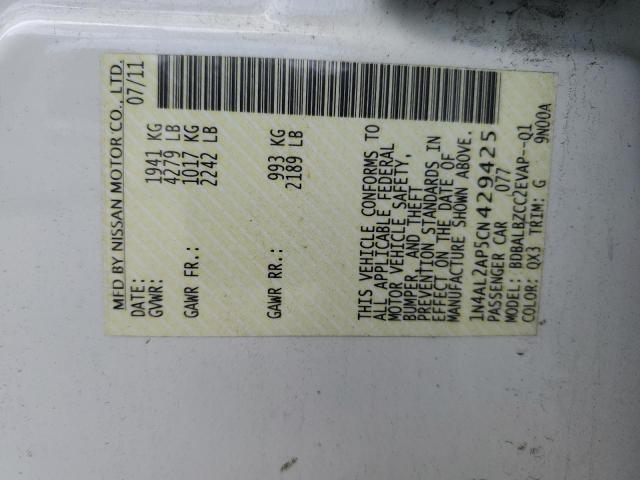 MFD BY NISSAN MOTOR CO., LTD.
DATE: 07/11
GVWR: 1941 KG
4279 LB
GAWR FR.: 1017 KG
2242 LB
GAWR RR.: 993 KG
2189 LB
THIS VEHICLE CONFORMS TO
ALL APPLICABLE FEDERAL
MOTOR VEHICLE SAFETY,
BUMPER, AND THEFT
PREVENTION STANDARDS IN
EFFECT ON THE DATE OF
MANUFACTURE SHOWN ABOVE.
1N4AL2AP5CN429425
PASSENGER CAR 077
MODEL: BDBALBZCC2EVAP--Q1
COLOR: QX3 TRIM: G 9N00A